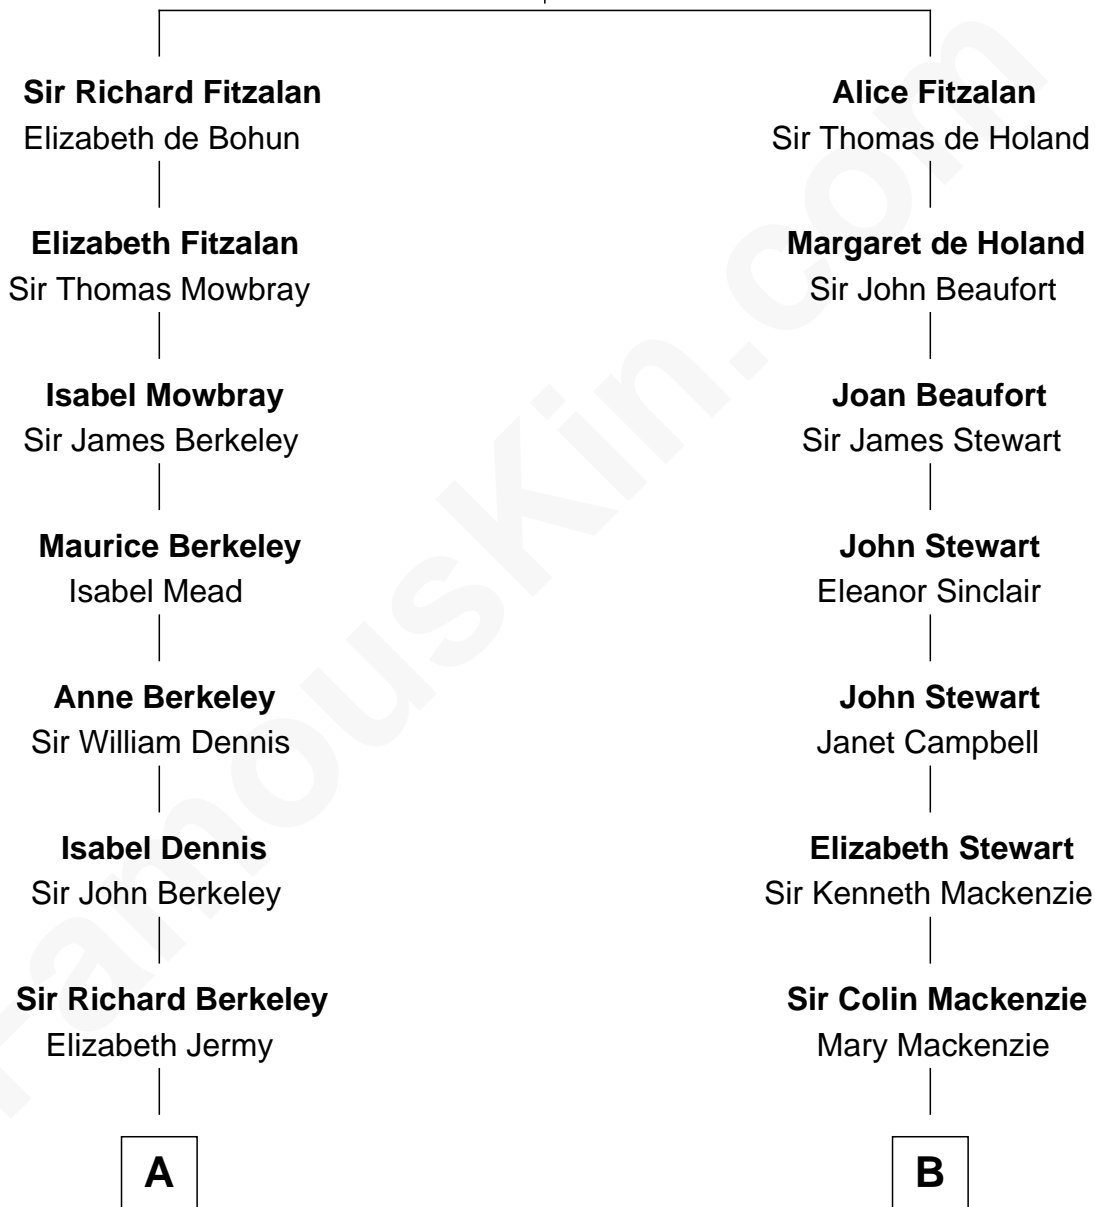 Sir Richard Fitzalan
Elizabeth de Bohun
Alice Fitzalan
Sir Thomas de Holand
Elizabeth Fitzalan
Sir Thomas Mowbray
Margaret de Holand
Sir John Beaufort
Isabel Mowbray
Sir James Berkeley
Joan Beaufort
Sir James Stewart
Maurice Berkeley
Isabel Mead
John Stewart
Eleanor Sinclair
Anne Berkeley
Sir William Dennis
John Stewart
Janet Campbell
Isabel Dennis
Sir John Berkeley
Elizabeth Stewart
Sir Kenneth Mackenzie
Sir Richard Berkeley
Elizabeth Jermy
Sir Colin Mackenzie
Mary Mackenzie
A
B
FamousKin.com